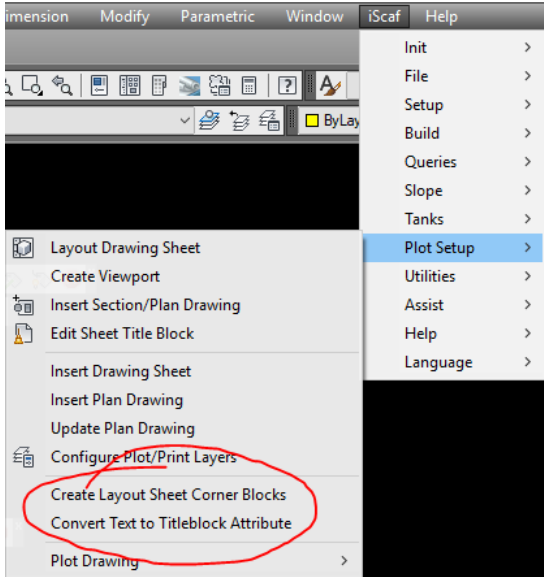 imension Modify Parametric Window iScaf Help
ByLay
Init
File
Setup
Build
Queries
Slope
Tanks
Plot Setup
Utilities
Assist
Help
Language
Layout Drawing Sheet
Create Viewport
Insert Section/Plan Drawing
Edit Sheet Title Block
Insert Drawing Sheet
Insert Plan Drawing
Update Plan Drawing
Configure Plot/Print Layers
Create Layout Sheet Corner Blocks
Convert Text to Titleblock Attribute
Plot Drawing